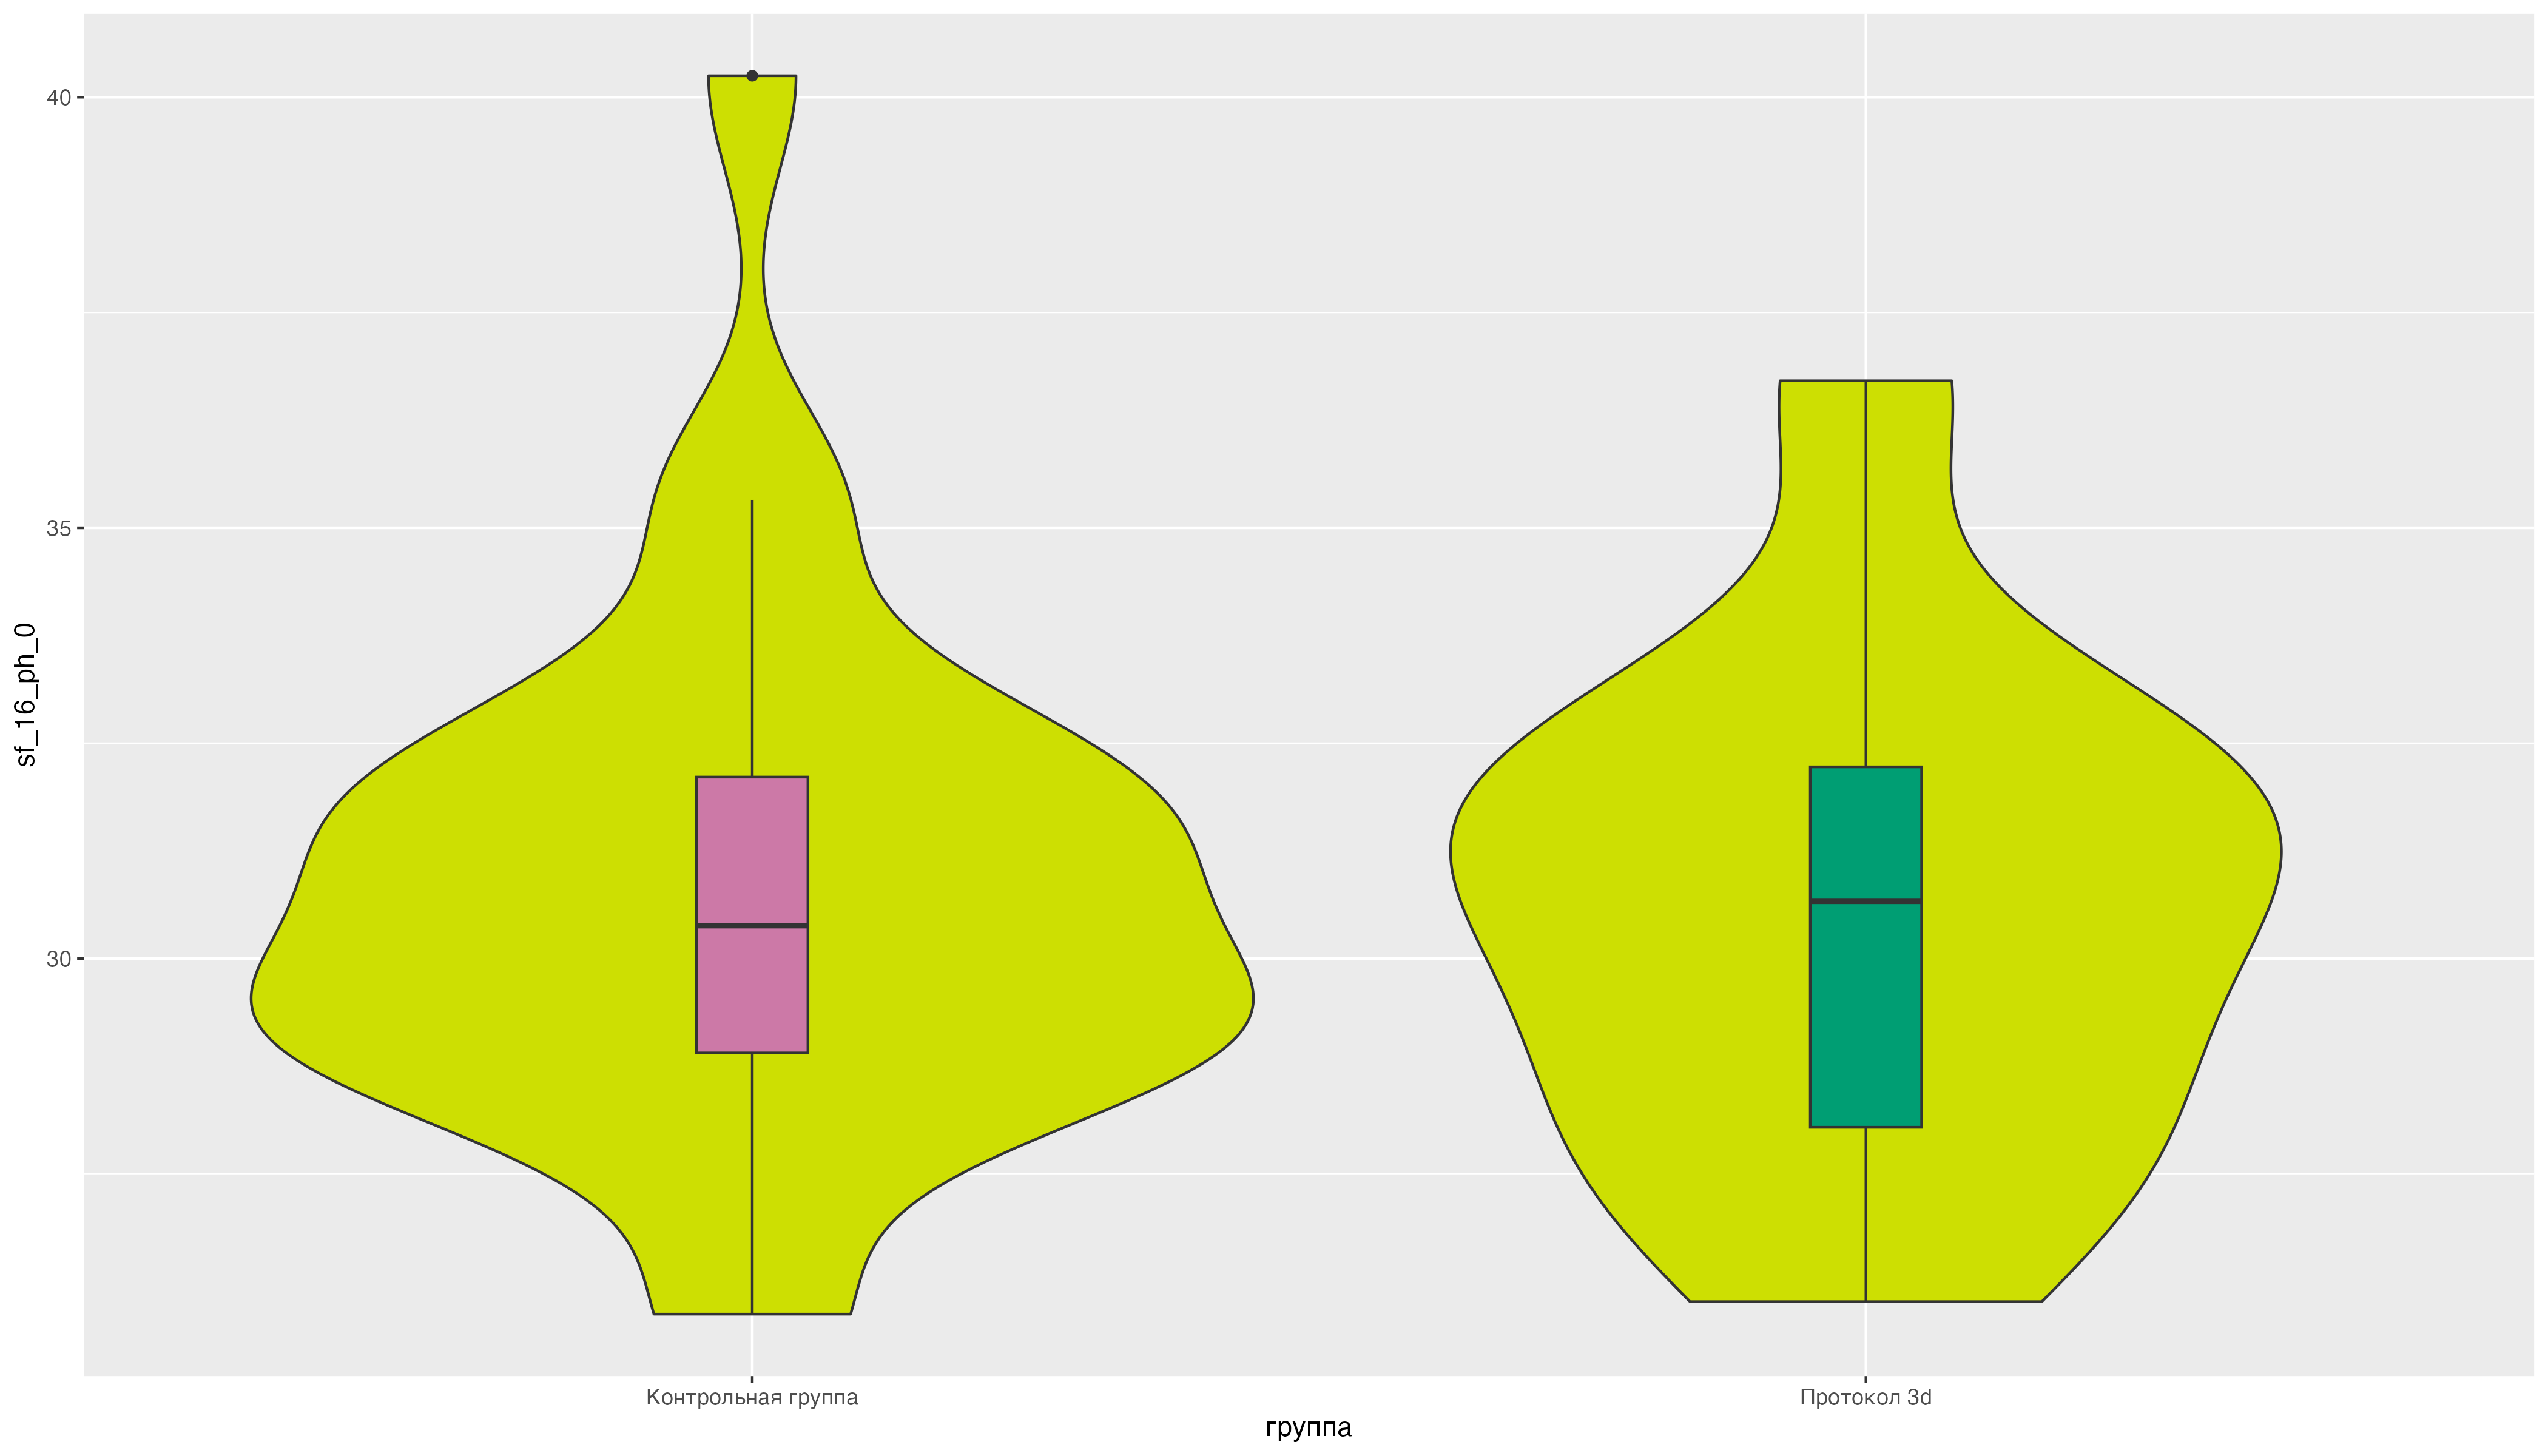 40
35
30
sf_16_ph_0
Контрольная группа
Протокол 3d
группа